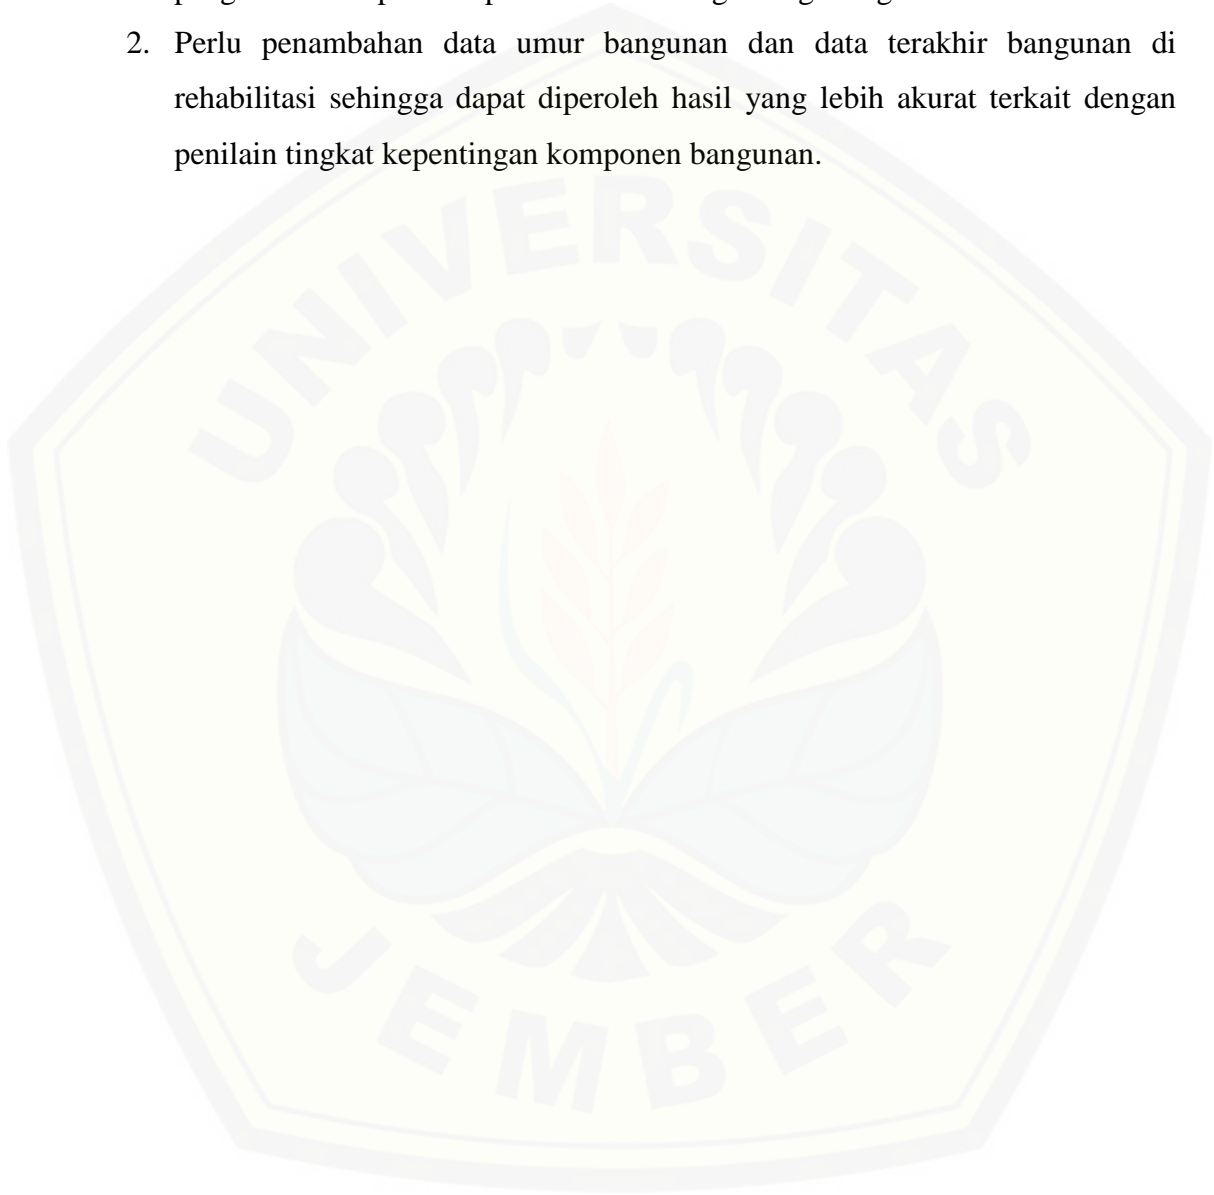 2. Perlu penambahan data umur bangunan dan data terakhir bangunan di
rehabilitasi sehingga dapat diperoleh hasil yang lebih akurat terkait dengan
penilain tingkat kepentingan komponen bangunan.
UNIVERSITAS
JEMBER